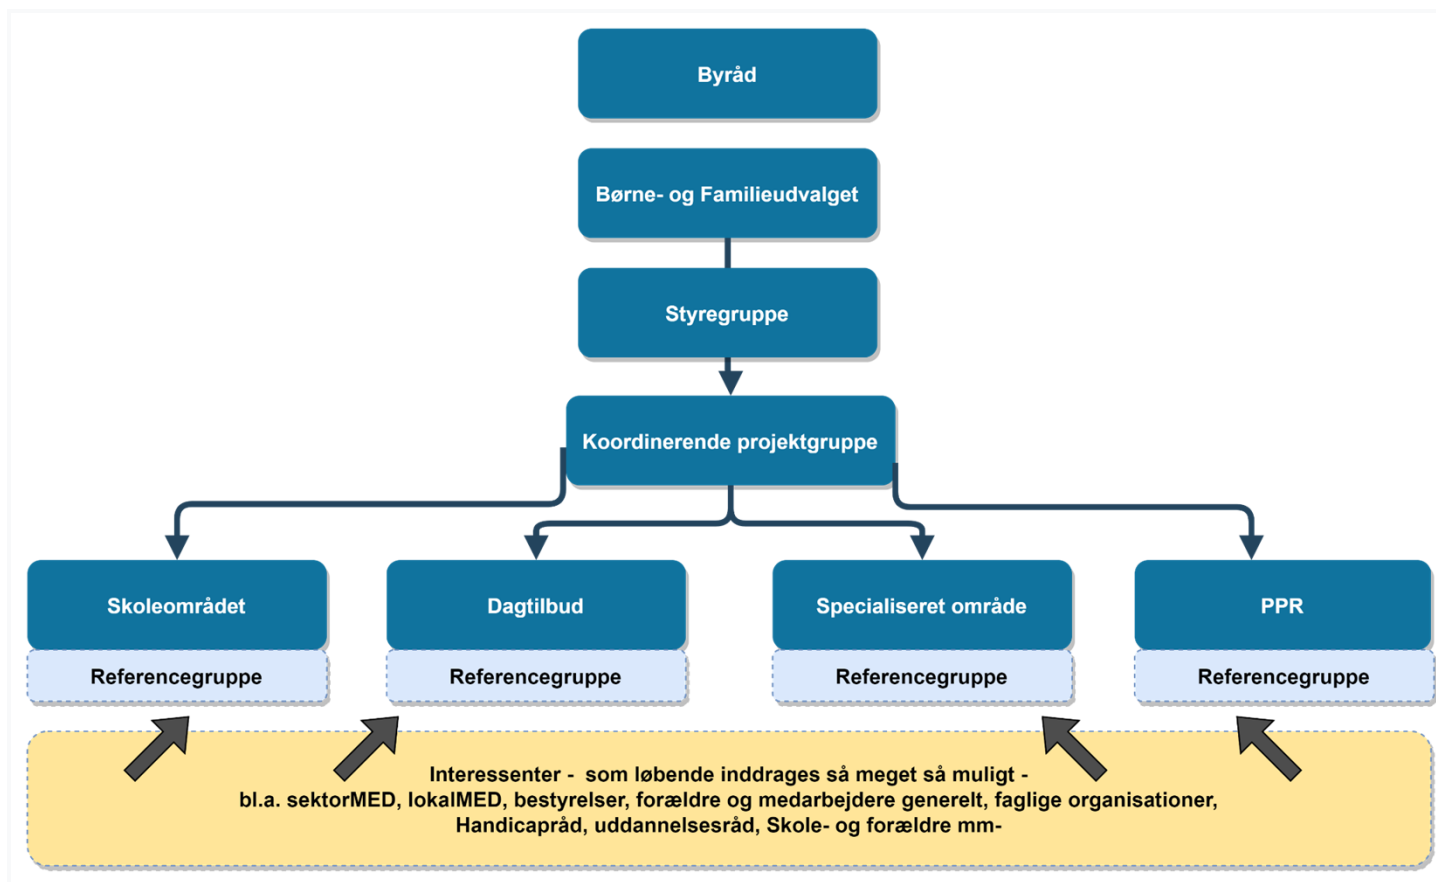 Byråd
Børne- og Familieudvalget
Styregruppe
Koordinerende projektgruppe
Skoleområdet
Dagtilbud
Specialiseret område
PPR
Referencegruppe
Referencegruppe
Referencegruppe
Referencegruppe
Interessenter - som løbende inddrages så meget så muligt -
bl.a. sektorMED, lokalMED, bestyrelser, forældre og medarbejdere generelt, faglige organisationer,
Handicapråd, uddannelsesråd, Skole- og forældre mm-